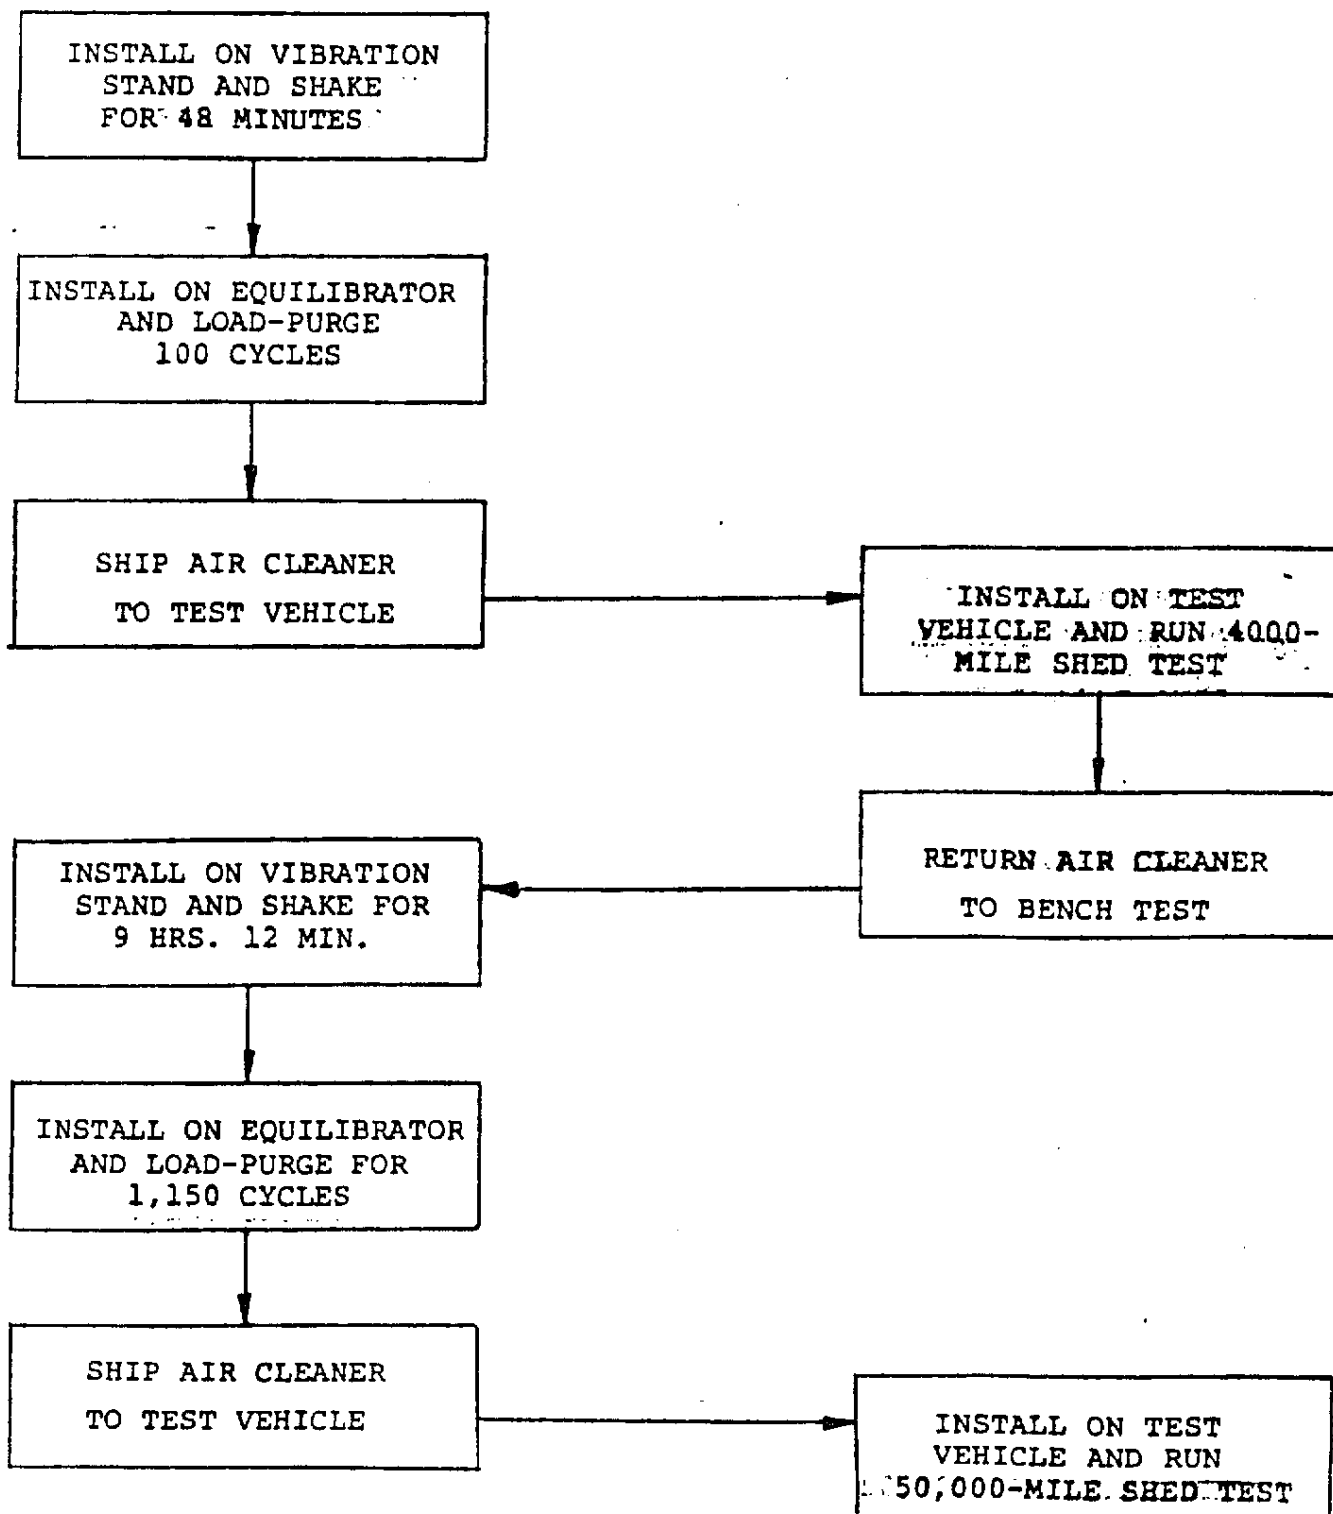 INSTALL ON VIBRATION
STAND AND SHAKE
FOR 48 MINUTES
INSTALL ON EQUILIBRATOR
AND LOAD-PURGE
100 CYCLES
SHIP AIR CLEANER
TO TEST VEHICLE
INSTALL ON TEST
VEHICLE AND RUN 4000-
MILE SHED TEST
RETURN AIR CLEANER
TO BENCH TEST
INSTALL ON VIBRATION
STAND AND SHAKE FOR
9 HRS. 12 MIN.
INSTALL ON EQUILIBRATOR
AND LOAD-PURGE FOR
1,150 CYCLES
SHIP AIR CLEANER
TO TEST VEHICLE
INSTALL ON TEST
VEHICLE AND RUN
50,000-MILE SHED TEST